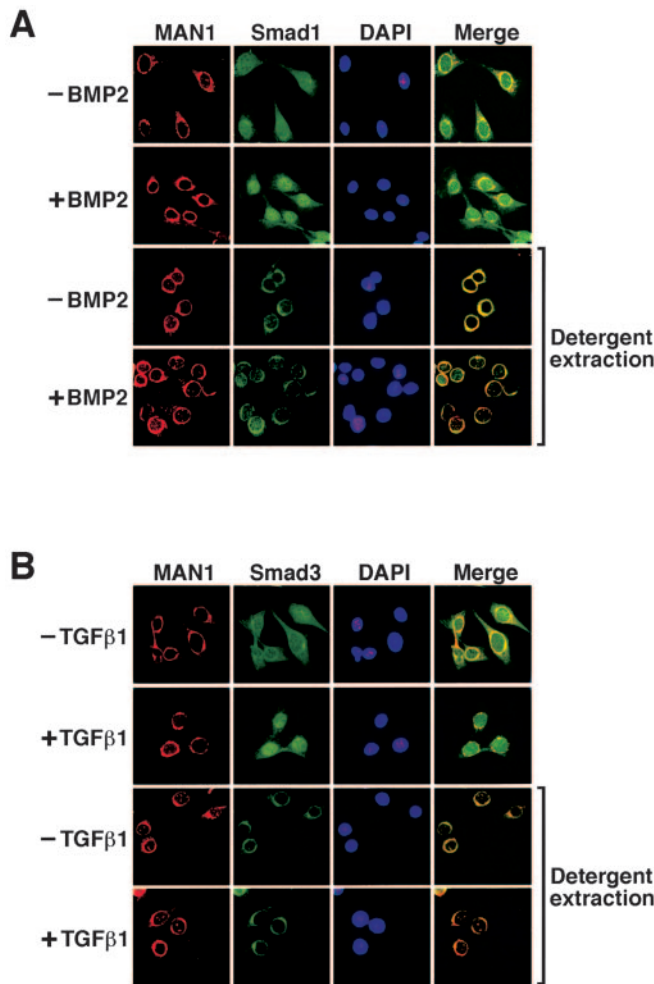 A
MAN1 Smad1 DAPI Merge
−BMP2
+BMP2
−BMP2
+BMP2
Detergent
extraction
B
MAN1 Smad3 DAPI Merge
−TGFβ1
+TGFβ1
−TGFβ1
+TGFβ1
Detergent
extraction